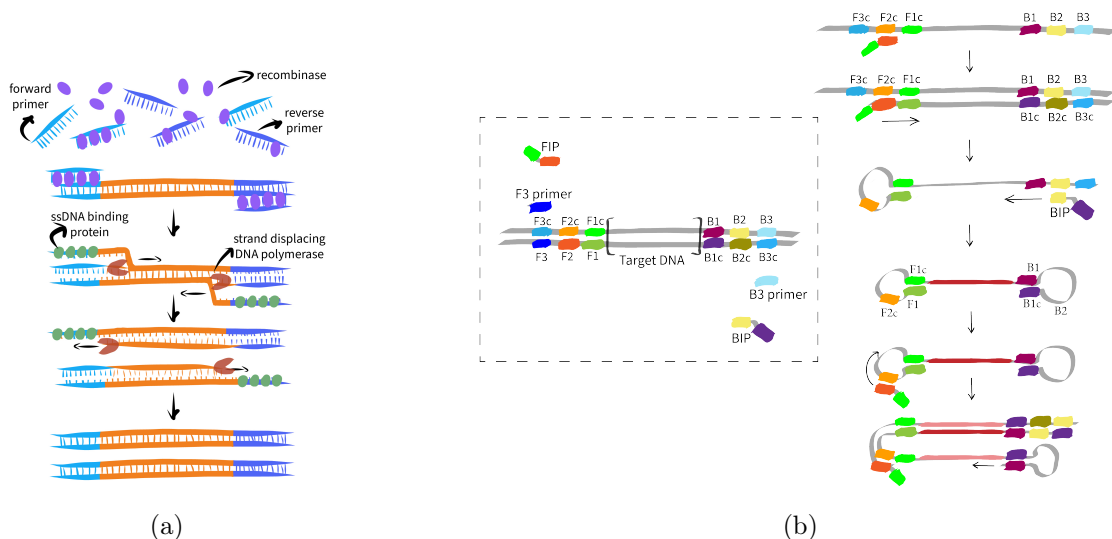 recombinase
forward
primer
reverse
primer
ssDNA binding
protein
strand displacing
DNA polymerase
(a)
FIP
F3 primer
F3c F2c F1c
B1 B2 B3
F3 F2 F1
Target DNA
B1c B2c B3c
B3 primer
BIP
F3c F2c F1c
B1 B2 B3
F3c F2c F1c
B1 B2 B3
B1c B2c B3c
BIP
F1c
B1
F1
B1c
F2c
B2
(b)